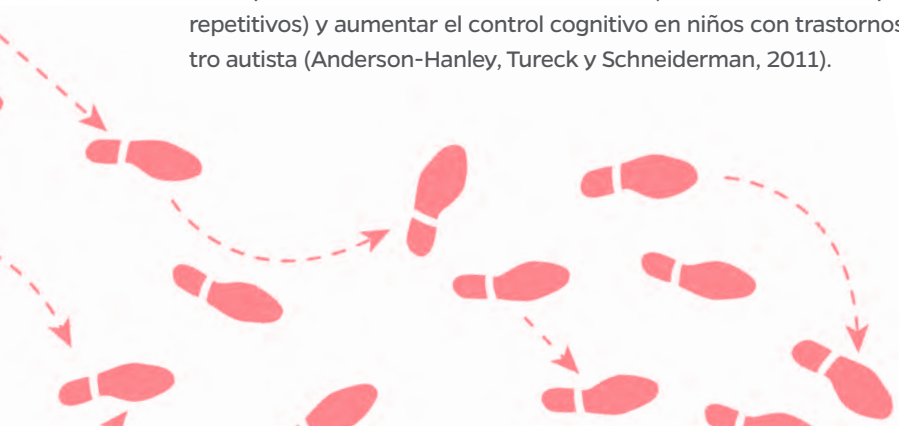 repetitivos) y aumentar el control cognitivo en niños con trastornos
tro autista (Anderson-Hanley, Tureck y Schneiderman, 2011).